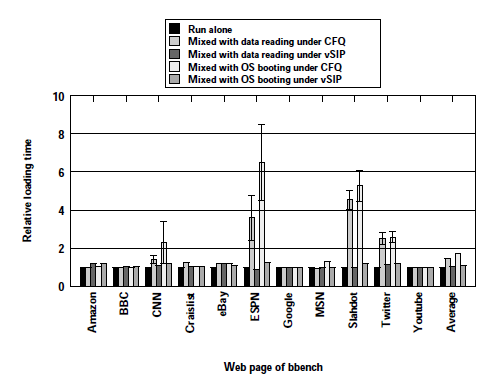 Run alone
Mixed with data reading under CFQ
Mixed with data reading under vSIP
Mixed with OS booting under CFQ
Mixed with OS booting under vSIP
10
8
6
4
2
0
Relative loading time
Amazon
BBC
CNN
Craislist
eBay
ESPN
Google
MSN
Slahdot
Twitter
Youtube
Average
Web page of bbench